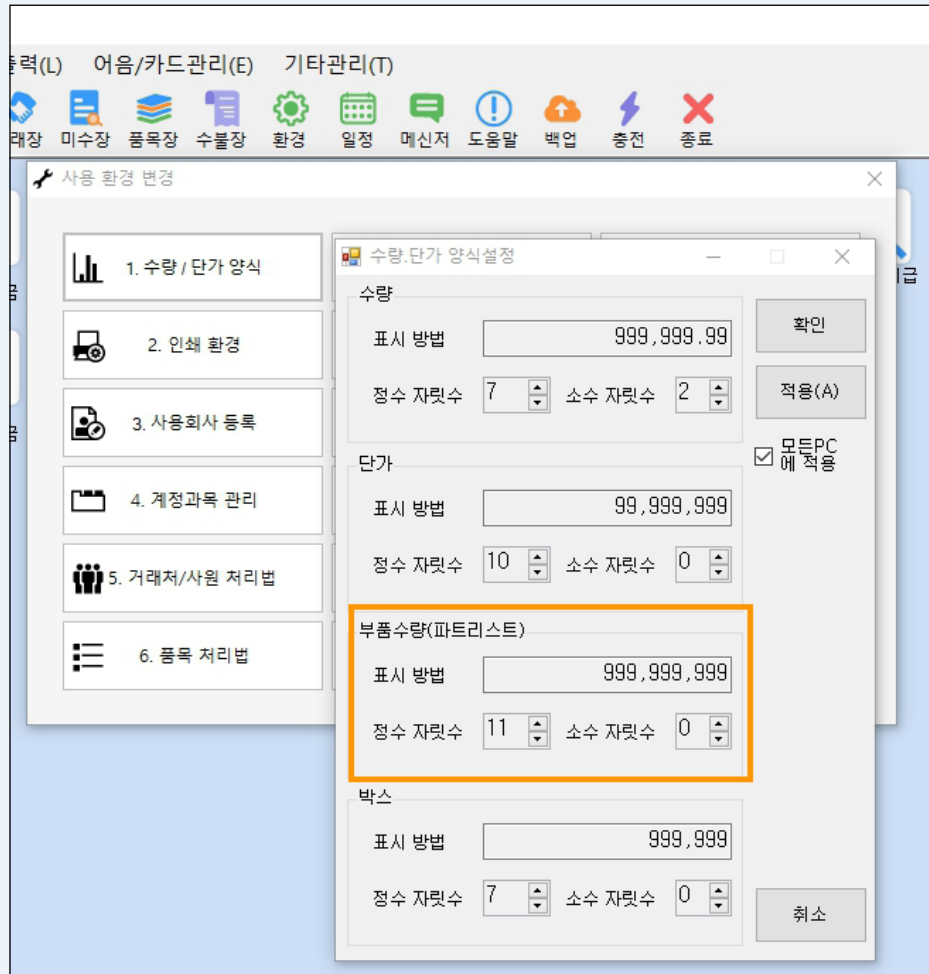 출력(L) 어음/카드관리(E) 기타관리(T)
래장 미수장 품목장 수불장 환경 일정 메신저 도움말 백업 충전 종료
사용 환경 변경
1. 수량 / 단가 양식
2. 인쇄 환경
3. 사용회사 등록
4. 계정과목 관리
5. 거래처/사원 처리법
6. 품목 처리법
금
금
급
수량.단가 양식설정
수량
표시 방법 999,999.99
정수 자릿수 7 소수 자릿수 2
단가
표시 방법 99,999,999
정수 자릿수 10 소수 자릿수 0
부품수량(파트리스트)
표시 방법 999,999,999
정수 자릿수 11 소수 자릿수 0
박스
표시 방법 999,999
정수 자릿수 7 소수 자릿수 0
확인
적용(A)
모든PC
에 적용
취소